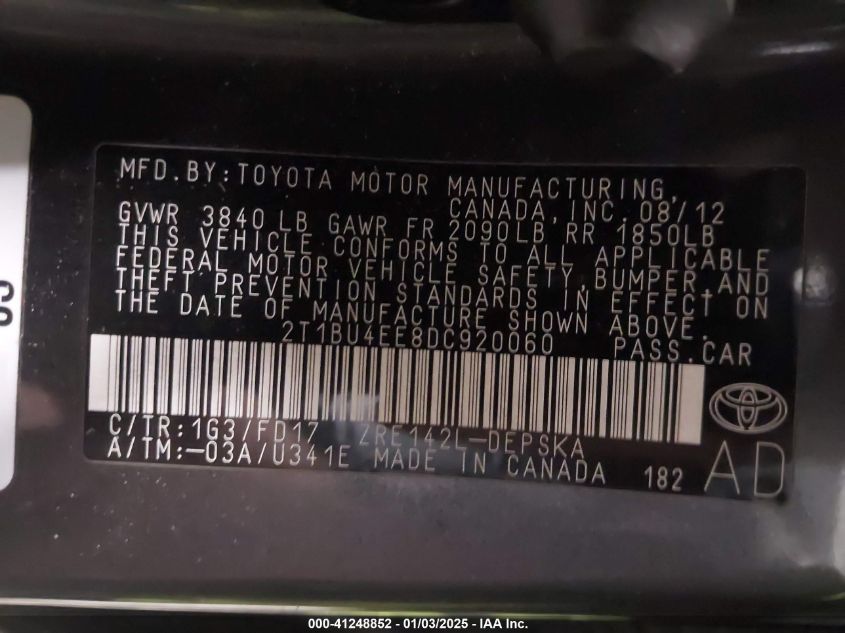 MFD.BY:TOYOTA MOTOR MANUFACTURING,
CANADA,INC. 08/12
GVWR 3840 LB GAWR FR 2090LB RR 1850LB
THIS VEHICLE CONFORMS TO ALL APPLICABLE
FEDERAL MOTOR VEHICLE SAFETY,BUMPER,AND
THEFT PREVENTION STANDARDS IN EFFECT ON
THE DATE OF MANUFACTURE SHOWN ABOVE.
2T1BU4EE8DC920060 PASS.CAR
C/TR:1G3/FD17 ZRE142L-DEPSKA
A/TM:-03A/U341E MADE IN CANADA 182 AD
000-41248852 - 01/03/2025 - IAA Inc.